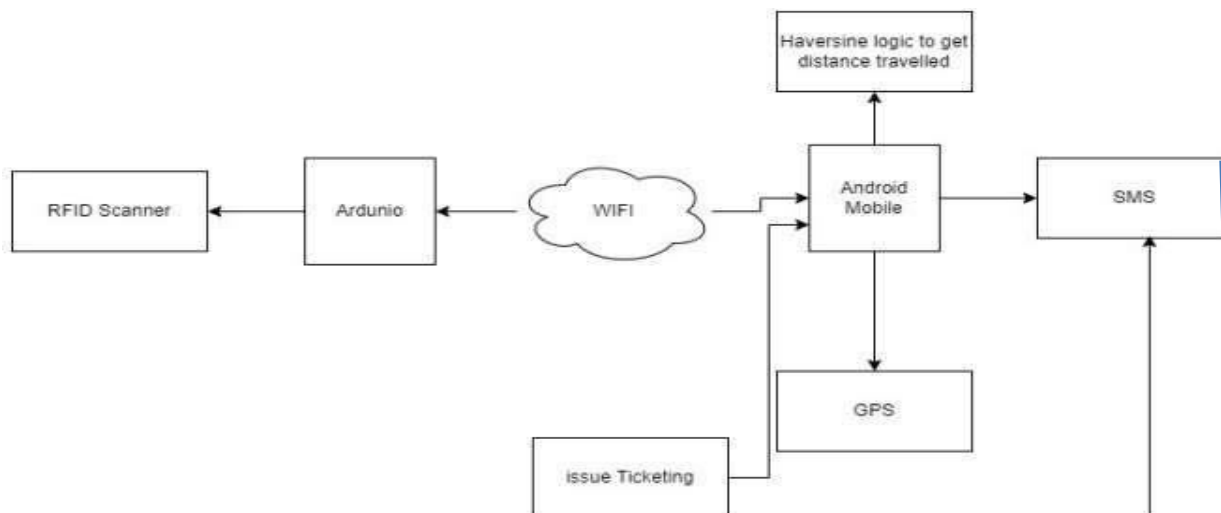 Haversine logic to get
distance travelled
RFID Scanner
Ardunio
WIFI
Android
Mobile
SMS
GPS
issue Ticketing